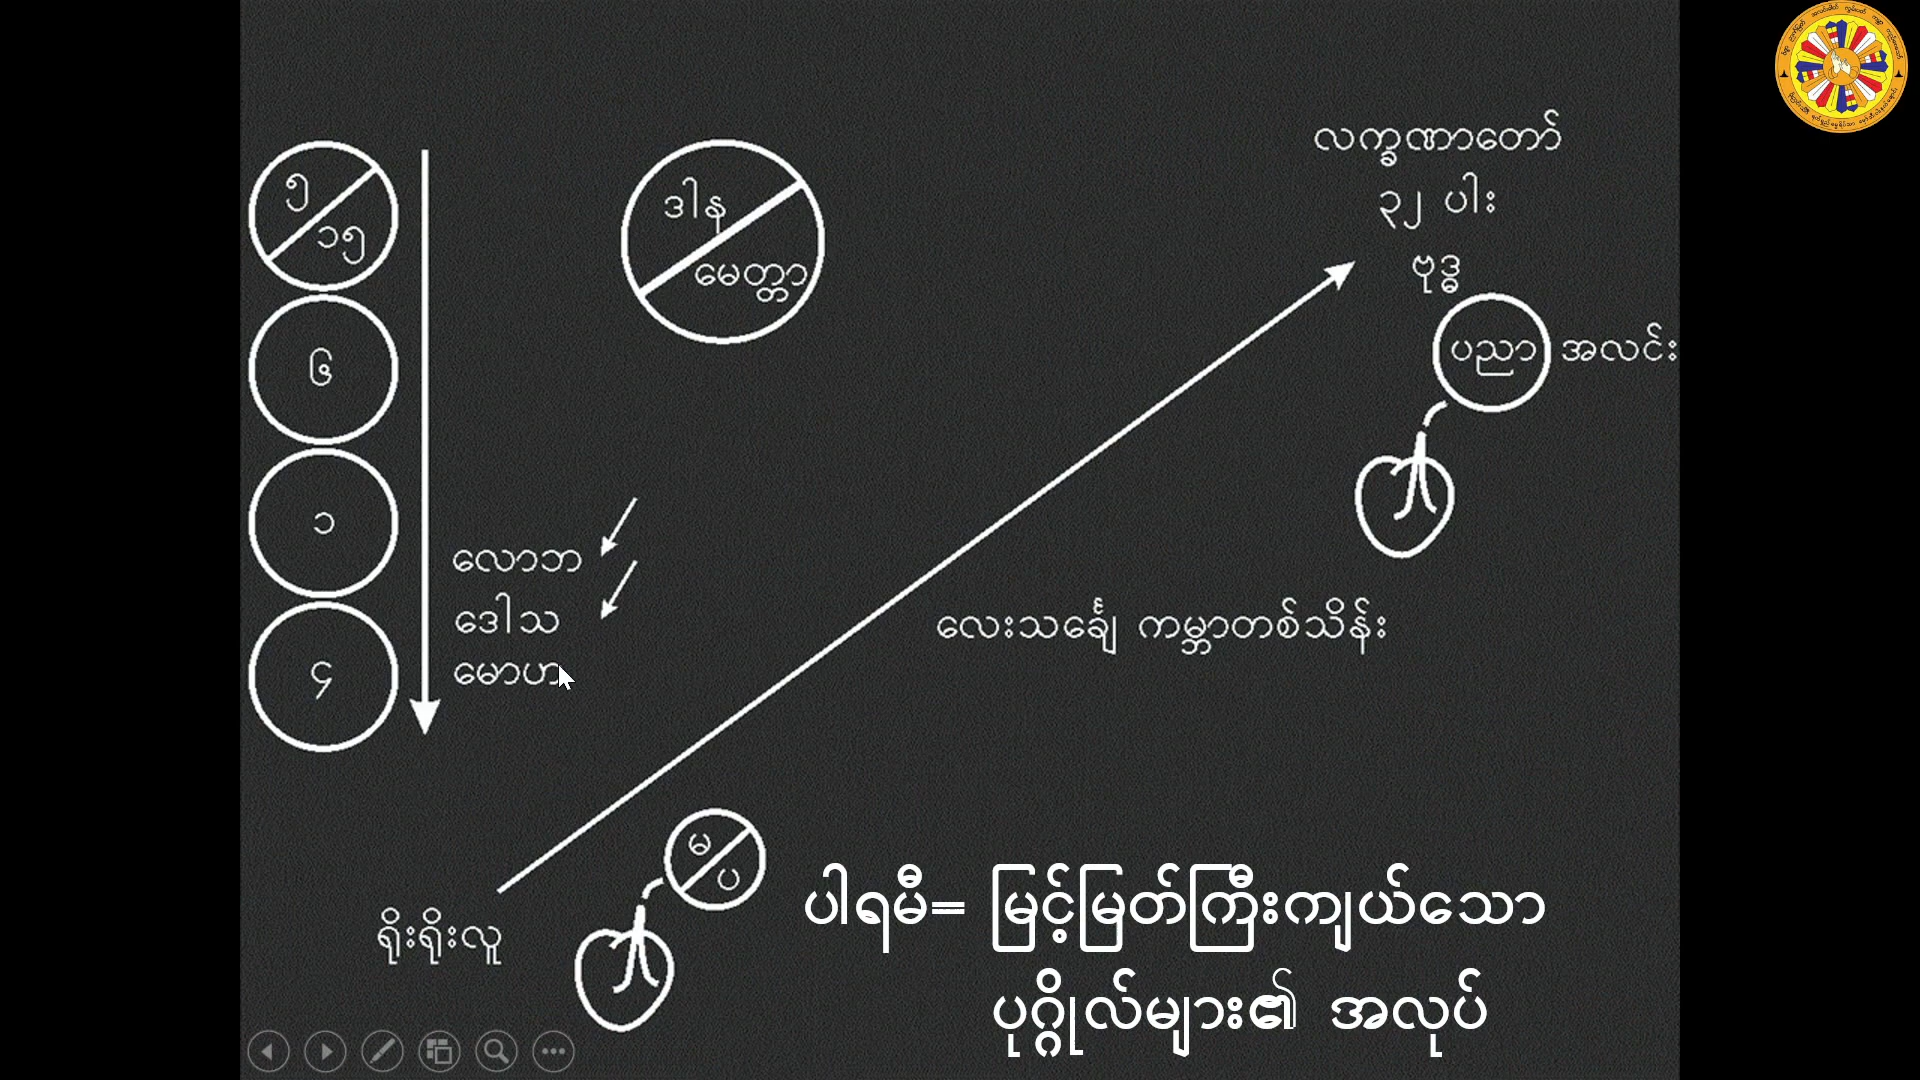 ၅
၁၅
၆
၁
၄
ဒါန
မေတ္တာ
လောဘ
ဒေါသ
မောဟ
လက္ခဏာတော်
၃၂ ပါး
ဗုဒ္ဓ
ပညာ အလင်း
လေးသင်္ချေ ကမ္ဘာတစ်သိန်း
မ
ပ
ရိုးရိုးလူ
ပါရမီ= မြင့်မြတ်ကြီးကျယ်သော
ပုဂ္ဂိုလ်များ၏ အလုပ်